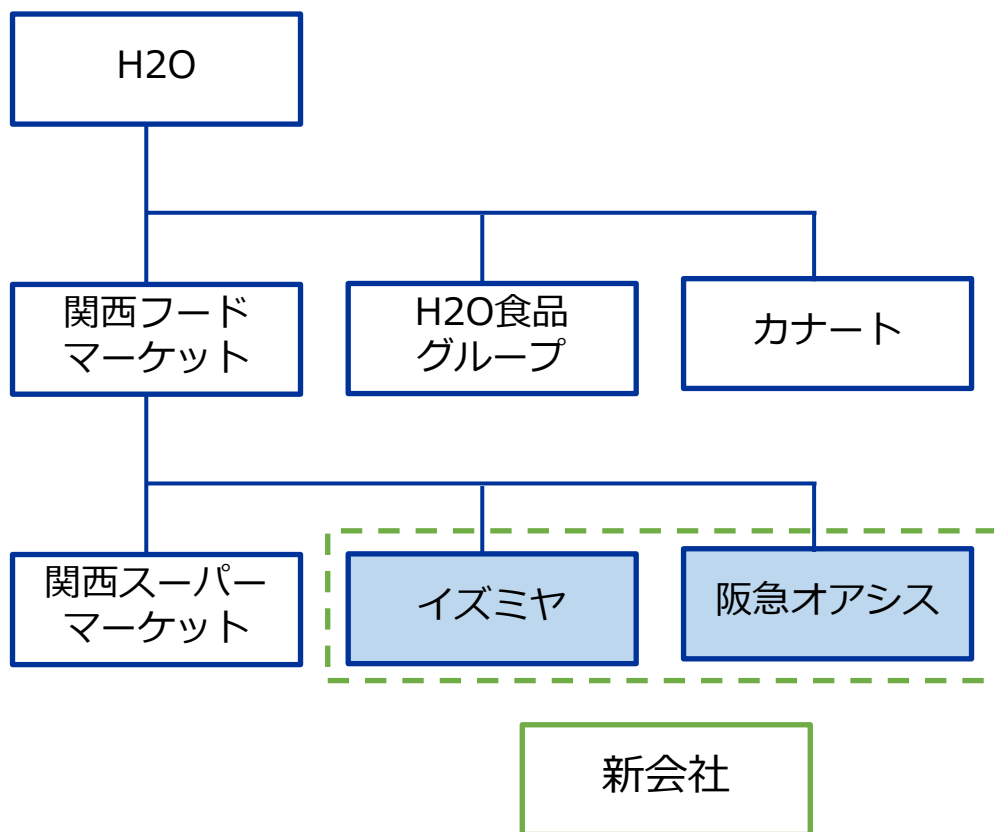 H2O
関西フード
マーケット
H2O食品
グループ
カナート
関西スーパー
マーケット
イズミヤ
阪急オアシス
新会社